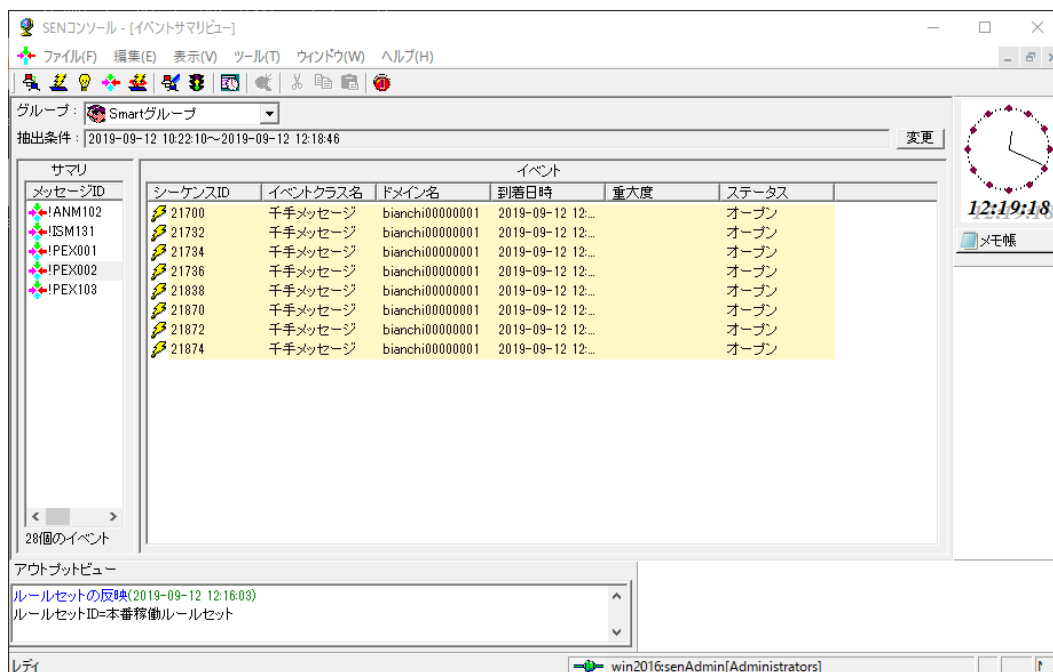 SENコンソール - [イベントサマリビュー]
ファイル(F) 編集(E) 表示(V) ツール(T) ウィンドウ(W) ヘルプ(H)
グループ : Smartグループ
抽出条件 : 2019-09-12 10:22:10～2019-09-12 12:18:46 変更
サマリ
メッセージID
!ANM102
!ISM131
!PEX001
!PEX002
!PEX103
28個のイベント
イベント
シーケンスID イベントクラス名 ドメイン名 到着日時 重大度 ステータス
21700 千手メッセージ bianchi00000001 2019-09-12 12:... オープン
21732 千手メッセージ bianchi00000001 2019-09-12 12:... オープン
21734 千手メッセージ bianchi00000001 2019-09-12 12:... オープン
21736 千手メッセージ bianchi00000001 2019-09-12 12:... オープン
21838 千手メッセージ bianchi00000001 2019-09-12 12:... オープン
21870 千手メッセージ bianchi00000001 2019-09-12 12:... オープン
21872 千手メッセージ bianchi00000001 2019-09-12 12:... オープン
21874 千手メッセージ bianchi00000001 2019-09-12 12:... オープン
12:19:18
メモ帳
アウトプットビュー
ルールセットの反映(2019-09-12 12:16:03)
ルールセットID=本番稼働ルールセット
レディ
win2016:senAdmin[Administrators]